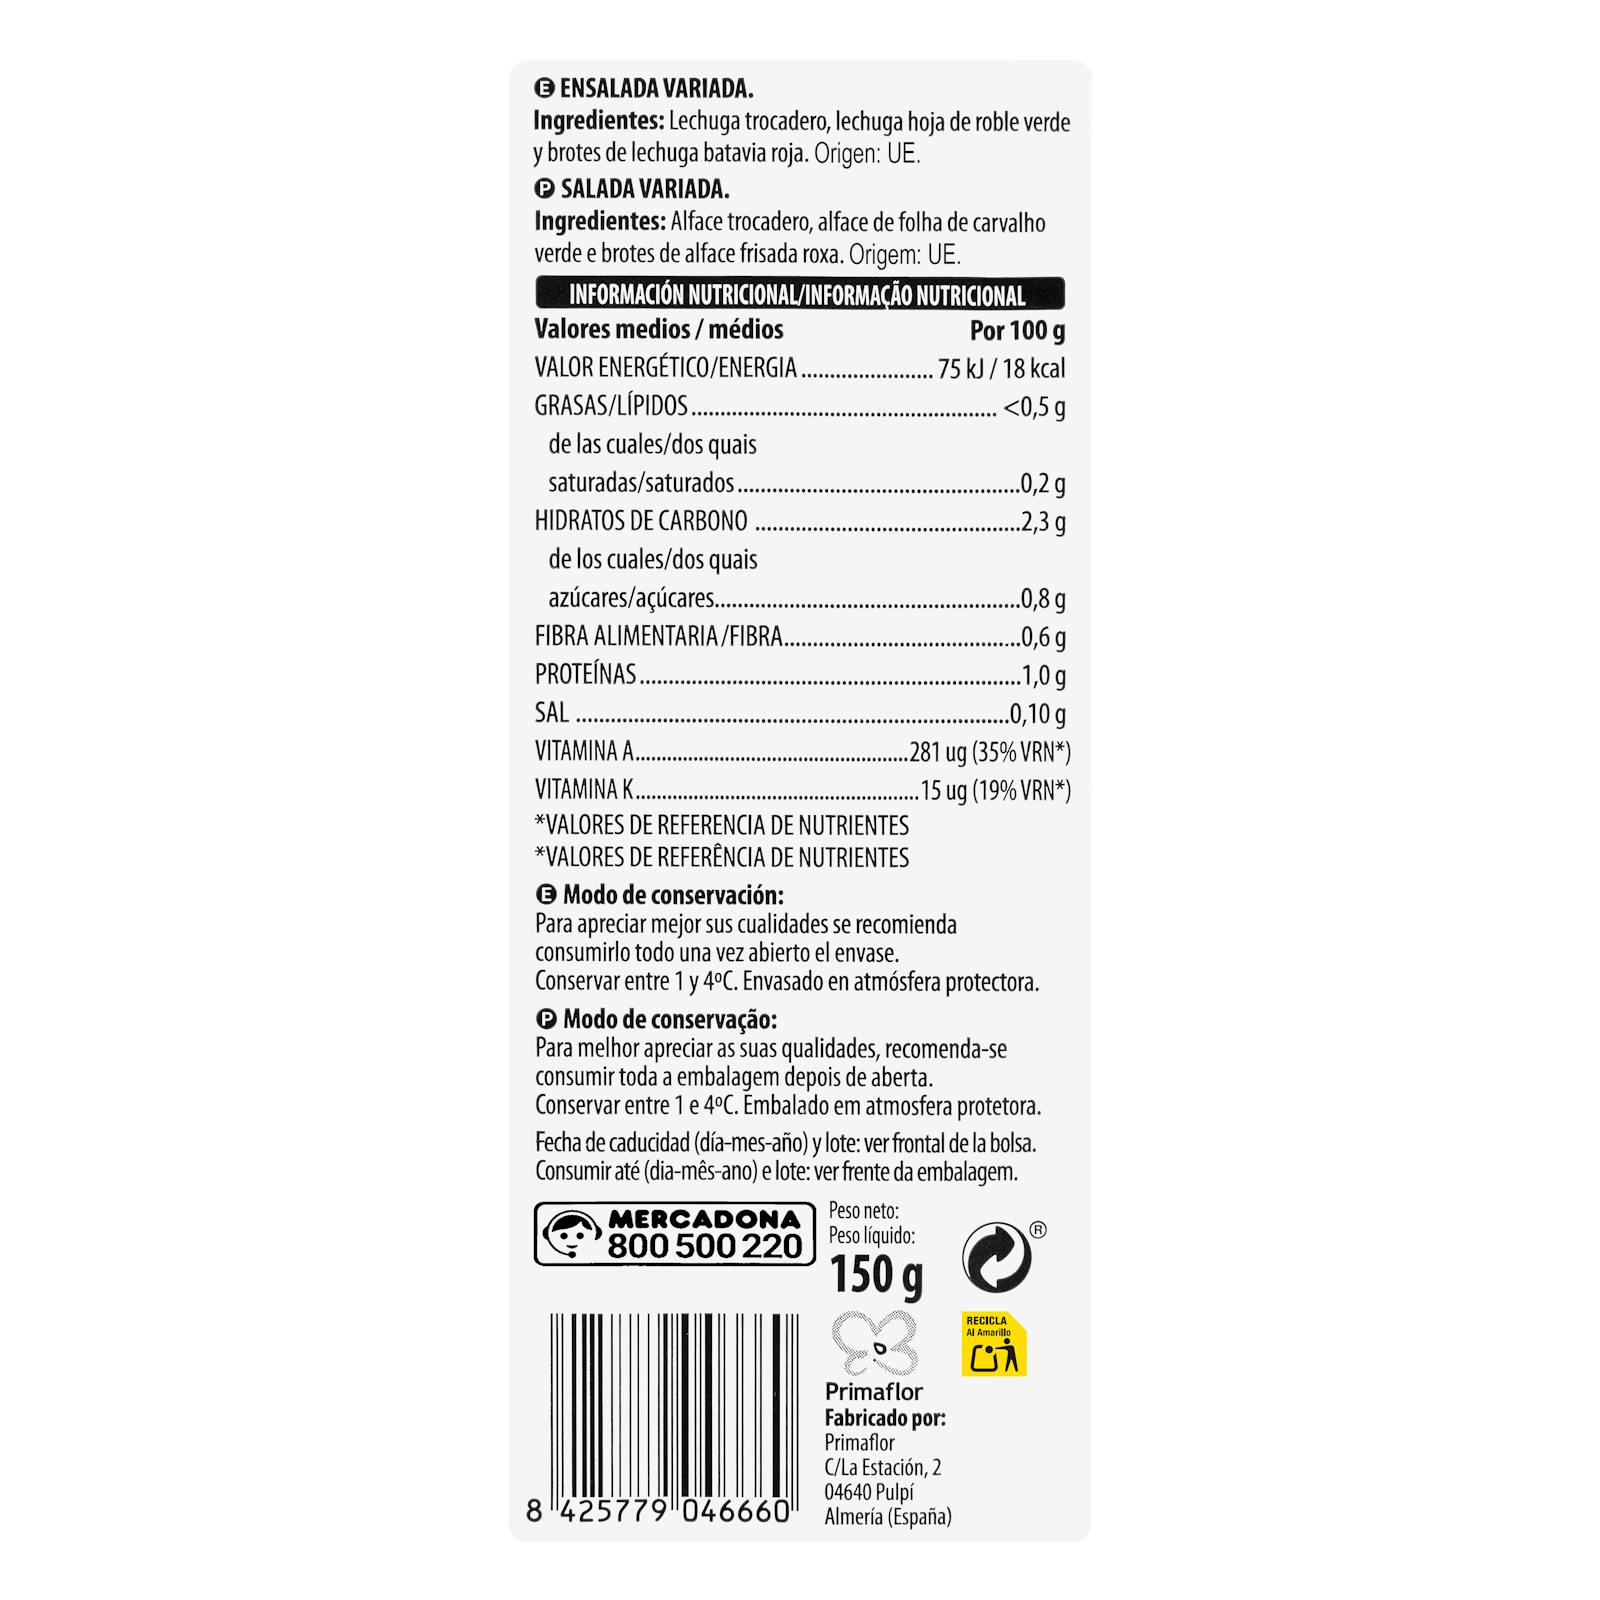 E ENSALADA VARIADA.
Ingredientes: Lechuga trocadero, lechuga hoja de roble verde
y brotes de lechuga batavia roja. Origen: UE.
P SALADA VARIADA.
Ingredientes: Alface trocadero, alface de folha de carvalho
verde e brotes de alface frisada roxa. Origem: UE.
INFORMACIÓN NUTRICIONAL/INFORMAÇÃO NUTRICIONAL
Valores medios / médios Por 100 g
VALOR ENERGÉTICO/ENERGIA ..................... 75 kJ / 18 kcal
GRASAS/LÍPIDOS ................................................. <0,5 g
de las cuales/dos quais
saturadas/saturados .............................................0,2 g
HIDRATOS DE CARBONO ...........................................2,3 g
de los cuales/dos quais
azúcares/açúcares.................................................0,8 g
FIBRA ALIMENTARIA/FIBRA......................................0,6 g
PROTEÍNAS .............................................................1,0 g
SAL .....................................................................0,10 g
VITAMINA A............................................281 ug (35% VRN*)
VITAMINA K.............................................15 ug (19% VRN*)
*VALORES DE REFERENCIA DE NUTRIENTES
*VALORES DE REFERÊNCIA DE NUTRIENTES
E Modo de conservación:
Para apreciar mejor sus cualidades se recomienda
consumirlo todo una vez abierto el envase.
Conservar entre 1 y 4ºC. Envasado en atmósfera protectora.
P Modo de conservação:
Para melhor apreciar as suas qualidades, recomenda-se
consumir toda a embalagem depois de aberta.
Conservar entre 1 e 4ºC. Embalado em atmosfera protetora.
Fecha de caducidad (día-mes-año) y lote: ver frontal de la bolsa.
Consumir até (dia-mês-ano) e lote: ver frente da embalagem.
MERCADONA
800 500 220
Peso neto:
Peso líquido:
150 g
®
RECICLA
Al Amarillo
Primaflor
Fabricado por:
Primaflor
C/La Estación, 2
04640 Pulpí
Almería (España)
8 425779 046660